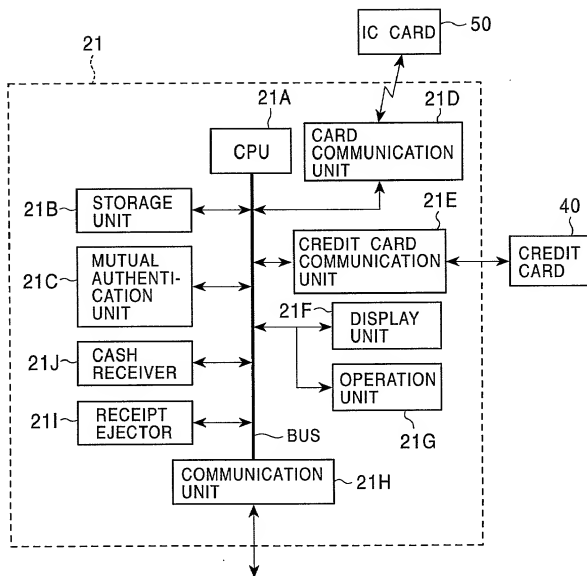 IC CARD
50
21
21A
CPU
21D
CARD
COMMUNICATION
UNIT
21B
STORAGE
UNIT
21E
CREDIT CARD
COMMUNICATION
UNIT
40
CREDIT
CARD
21C
MUTUAL
AUTHENTI-
CATION UNIT
21F
DISPLAY
UNIT
21J
CASH
RECEIVER
OPERATION
UNIT
21G
21I
RECEIPT
EJECTOR
BUS
COMMUNICATION
UNIT
21H